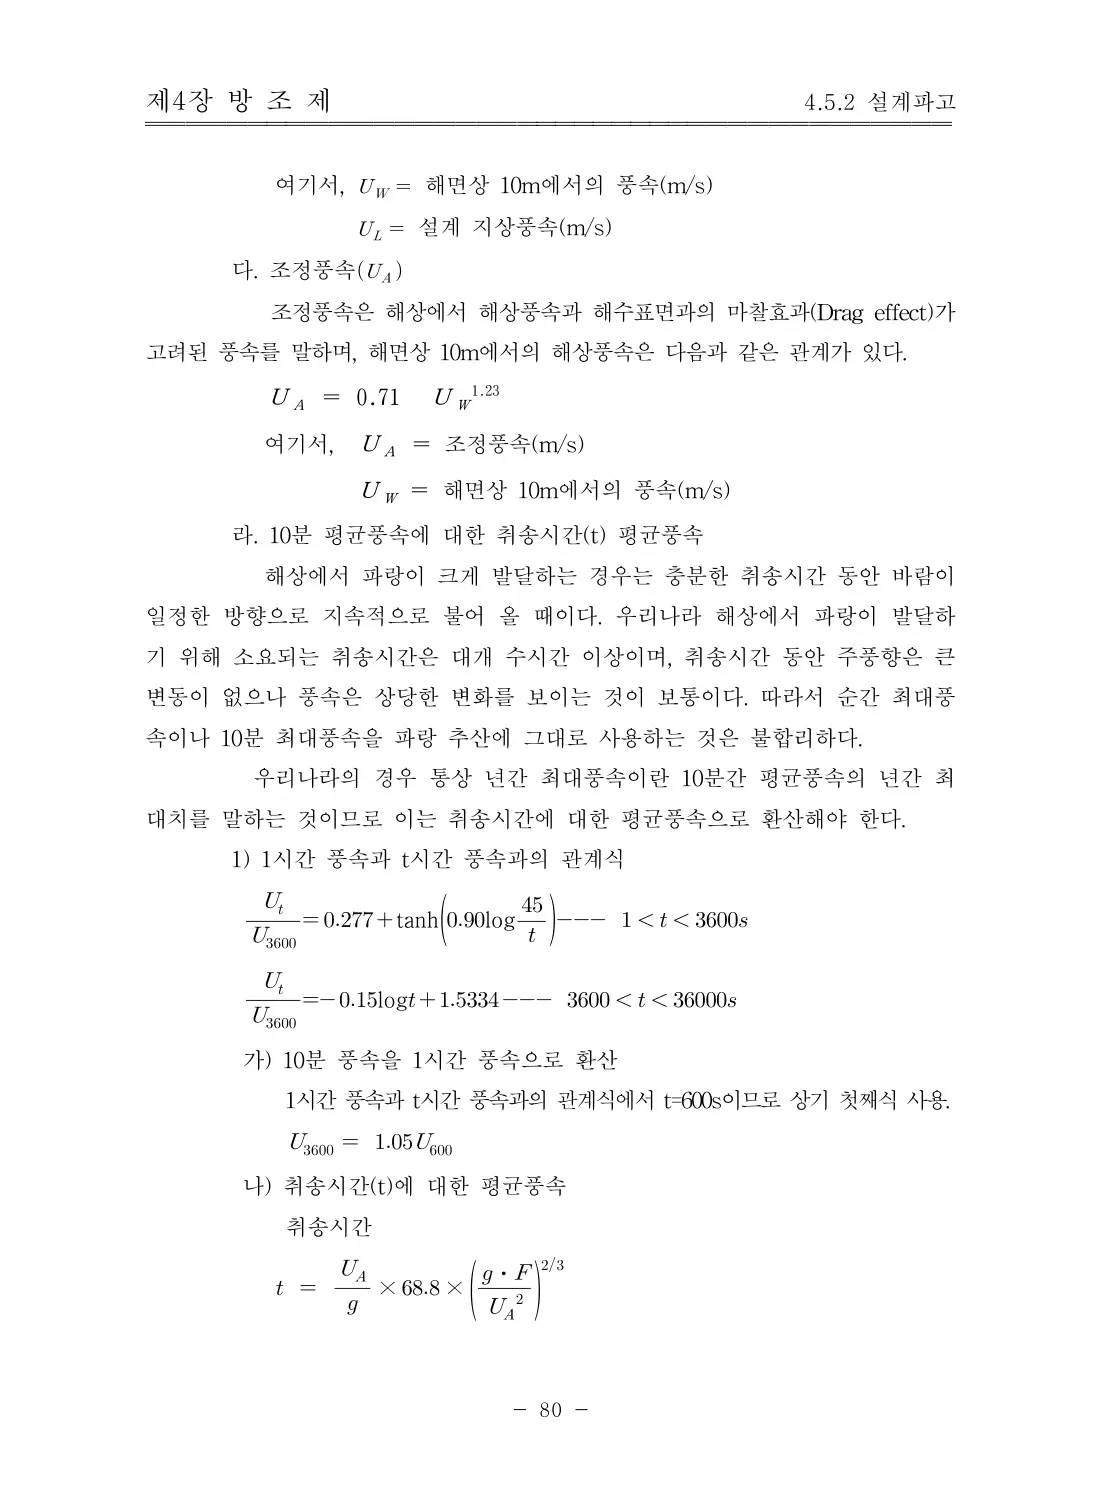 제4장 방 조 제
4.5.2 설계파고
여기서, U_W = 해면상 10m에서의 풍속(m/s)
U_L = 설계 지상풍속(m/s)
다. 조정풍속(U_A)
조정풍속은 해상에서 해상풍속과 해수표면과의 마찰효과(Drag effect)가
고려된 풍속를 말하며, 해면상 10m에서의 해상풍속은 다음과 같은 관계가 있다.
U_A = 0.71 U_W^1.23
여기서, U_A = 조정풍속(m/s)
U_W = 해면상 10m에서의 풍속(m/s)
라. 10분 평균풍속에 대한 취송시간(t) 평균풍속
해상에서 파랑이 크게 발달하는 경우는 충분한 취송시간 동안 바람이
일정한 방향으로 지속적으로 불어 올 때이다. 우리나라 해상에서 파랑이 발달하
기 위해 소요되는 취송시간은 대개 수시간 이상이며, 취송시간 동안 주풍향은 큰
변동이 없으나 풍속은 상당한 변화를 보이는 것이 보통이다. 따라서 순간 최대풍
속이나 10분 최대풍속을 파랑 추산에 그대로 사용하는 것은 불합리하다.
우리나라의 경우 통상 년간 최대풍속이란 10분간 평균풍속의 년간 최
대치를 말하는 것이므로 이는 취송시간에 대한 평균풍속으로 환산해야 한다.
1) 1시간 풍속과 t시간 풍속과의 관계식
U_t/U_3600 = 0.277+tanh(0.90log 45/t)--- 1<t<3600s
U_t/U_3600 =-0.15logt+1.5334--- 3600<t<36000s
가) 10분 풍속을 1시간 풍속으로 환산
1시간 풍속과 t시간 풍속과의 관계식에서 t=600s이므로 상기 첫째식 사용.
U_3600 = 1.05U_600
나) 취송시간(t)에 대한 평균풍속
취송시간
t = U_A/g ×68.8×(g·F/U_A^2)^2/3
- 80 -